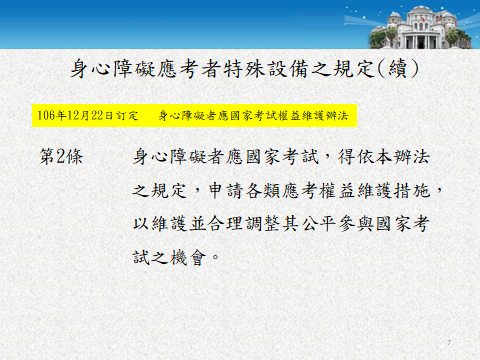 身心障礙應考者特殊設備之規定(續)
106年12月22日訂定 身心障礙者應國家考試權益維護辦法
第2條 身心障礙者應國家考試，得依本辦法
之規定，申請各類應考權益維護措施，
以維護並合理調整其公平參與國家考
試之機會。
7